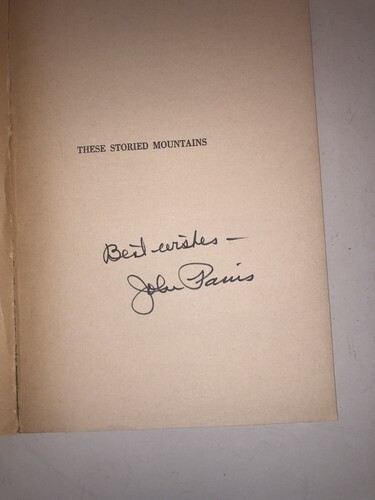 THESE STORIED MOUNTAINS
Best wishes —
John Parris